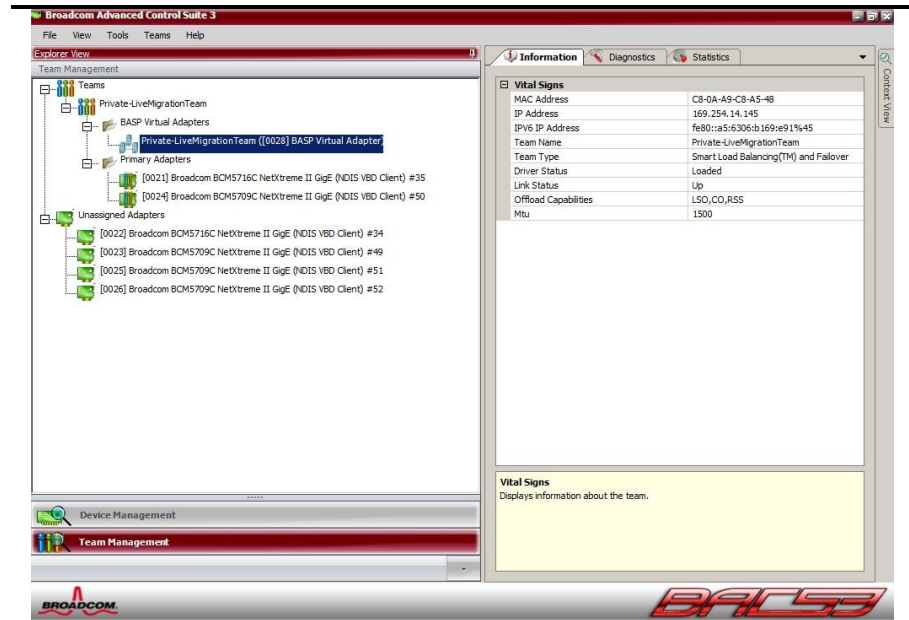 Broadcom Advanced Control Suite 3
File View Tools Teams Help
Explorer View
Team Management
Teams
Private-LiveMigrationTeam
BASP Virtual Adapters
Private-LiveMigrationTeam ([0028] BASP Virtual Adapter)
Primary Adapters
[0021] Broadcom BCM5716C NetXtreme II GigE (NDIS VBD Client) #35
[0024] Broadcom BCM5709C NetXtreme II GigE (NDIS VBD Client) #50
Unassigned Adapters
[0022] Broadcom BCM5716C NetXtreme II GigE (NDIS VBD Client) #34
[0023] Broadcom BCM5709C NetXtreme II GigE (NDIS VBD Client) #49
[0025] Broadcom BCM5709C NetXtreme II GigE (NDIS VBD Client) #51
[0026] Broadcom BCM5709C NetXtreme II GigE (NDIS VBD Client) #52
Device Management
Team Management
Information Diagnostics Statistics
Vital Signs
MAC Address C8-0A-A9-C8-A5-48
IP Address 169.254.14.145
IPV6 IP Address fe80::a5:6306:b169:e91%45
Team Name Private-LiveMigrationTeam
Team Type Smart Load Balancing(TM) and Failover
Driver Status Loaded
Link Status Up
Offload Capabilities LSO,CO,RSS
Mtu 1500
Vital Signs
Displays information about the team.
Context View
BROADCOM.
BACS3